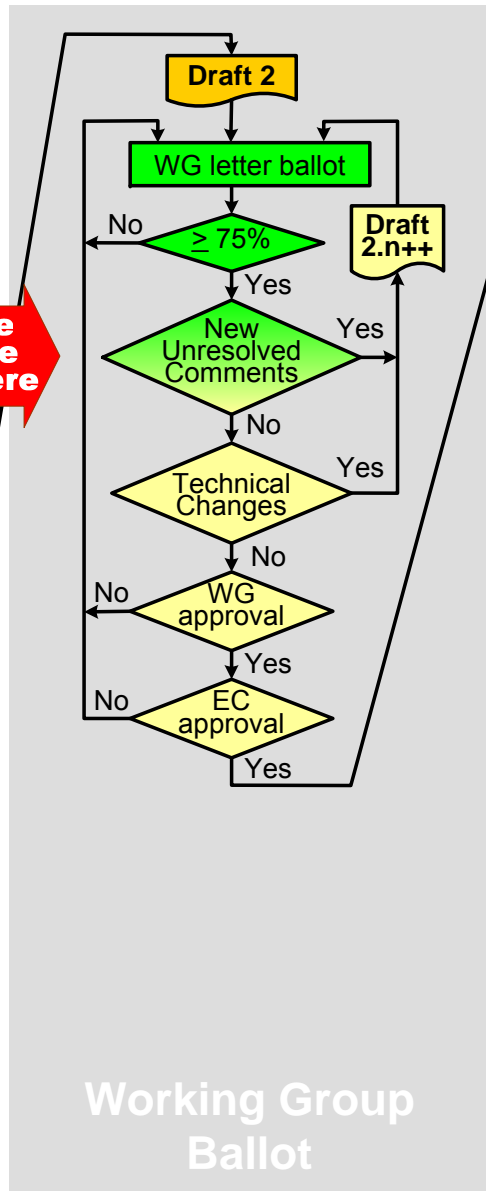 Draft 2
WG letter ballot
No
≥ 75%
Draft
2.n++
Yes
New
Unresolved
Comments
Yes
No
Technical
Changes
Yes
No
No
WG
approval
Yes
No
EC
approval
Yes
Working Group
Ballot